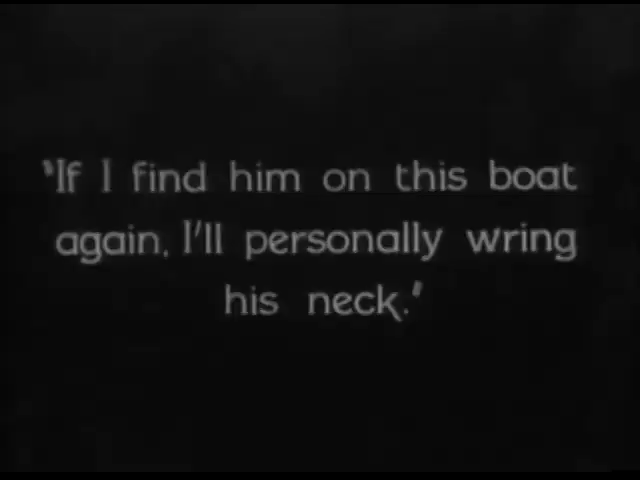 "If I find him on this boat
again, I'll personally wring
his neck."